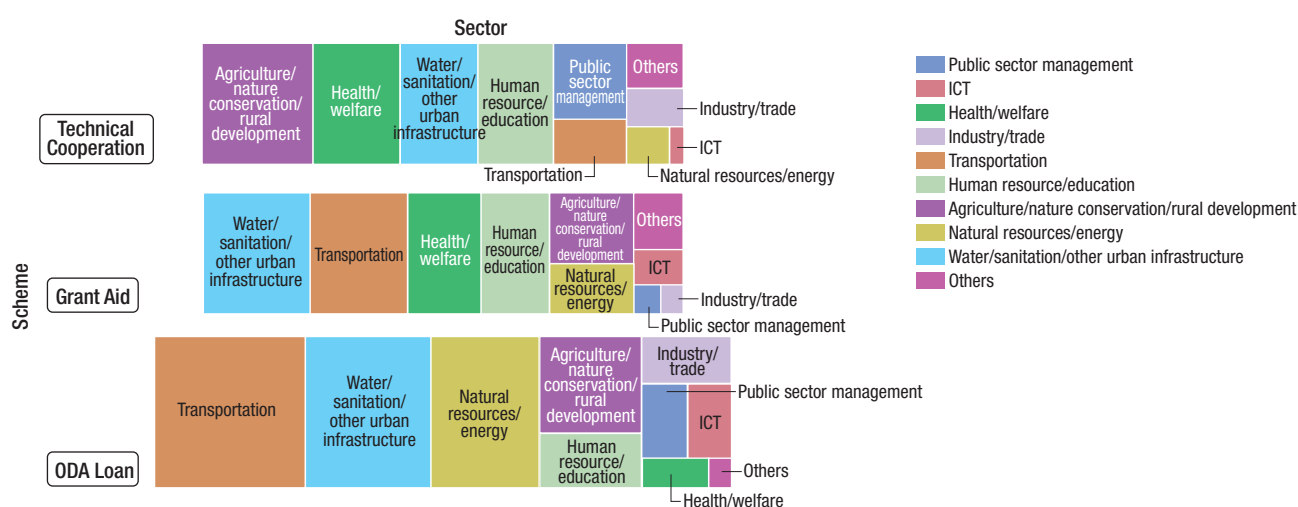 Sector
Technical
Cooperation
Agriculture/
nature
conservation/
rural
development
Health/
welfare
Water/
sanitation/
other
urban
infrastructure
Human
resource/
education
Public
sector
management
Others
Industry/trade
ICT
Transportation
Natural resources/energy
Scheme
Grant Aid
Water/
sanitation/
other urban
infrastructure
Transportation
Health/
welfare
Human
resource/
education
Agriculture/
nature
conservation/
rural
development
Natural
resources/
energy
Others
ICT
Industry/trade
Public sector management
ODA Loan
Transportation
Water/
sanitation/
other urban
infrastructure
Natural
resources/
energy
Agriculture/
nature
conservation/
rural
development
Human
resource/
education
Industry/
trade
Public sector management
ICT
Others
Health/welfare
Public sector management
ICT
Health/welfare
Industry/trade
Transportation
Human resource/education
Agriculture/nature conservation/rural development
Natural resources/energy
Water/sanitation/other urban infrastructure
Others